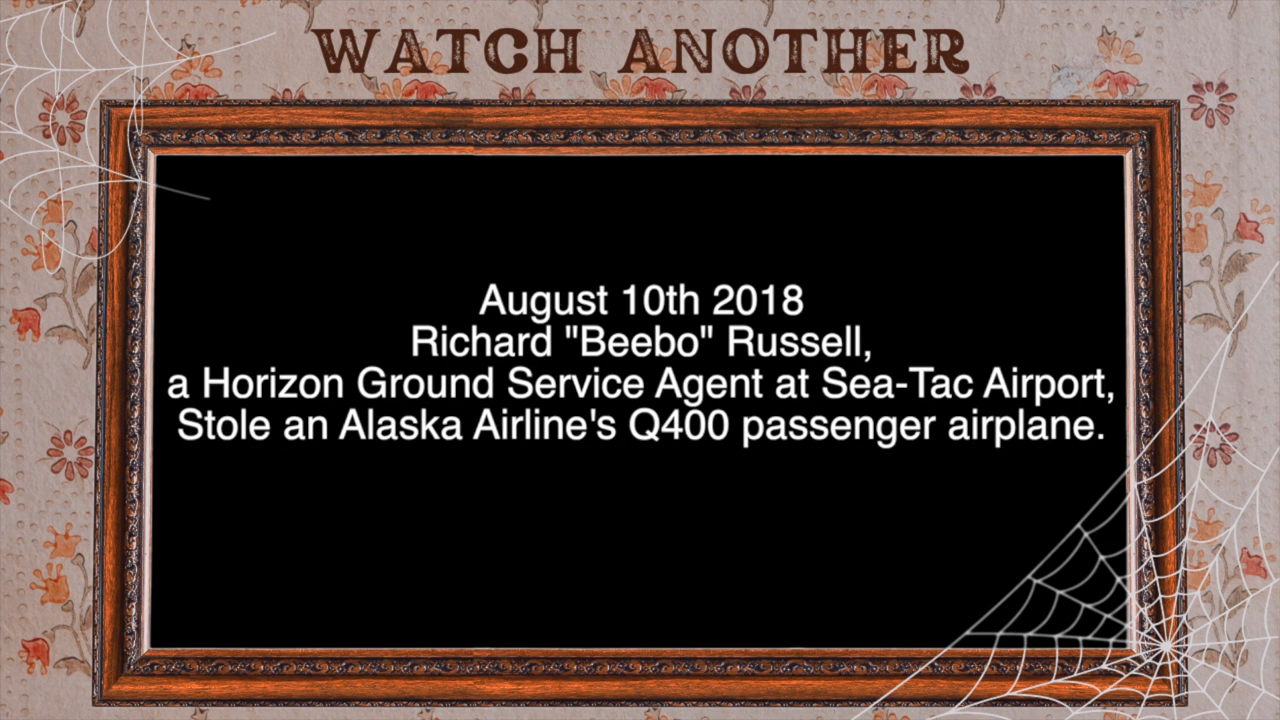 WATCH ANOTHER
August 10th 2018
Richard "Beebo" Russell,
a Horizon Ground Service Agent at Sea-Tac Airport,
Stole an Alaska Airline's Q400 passenger airplane.